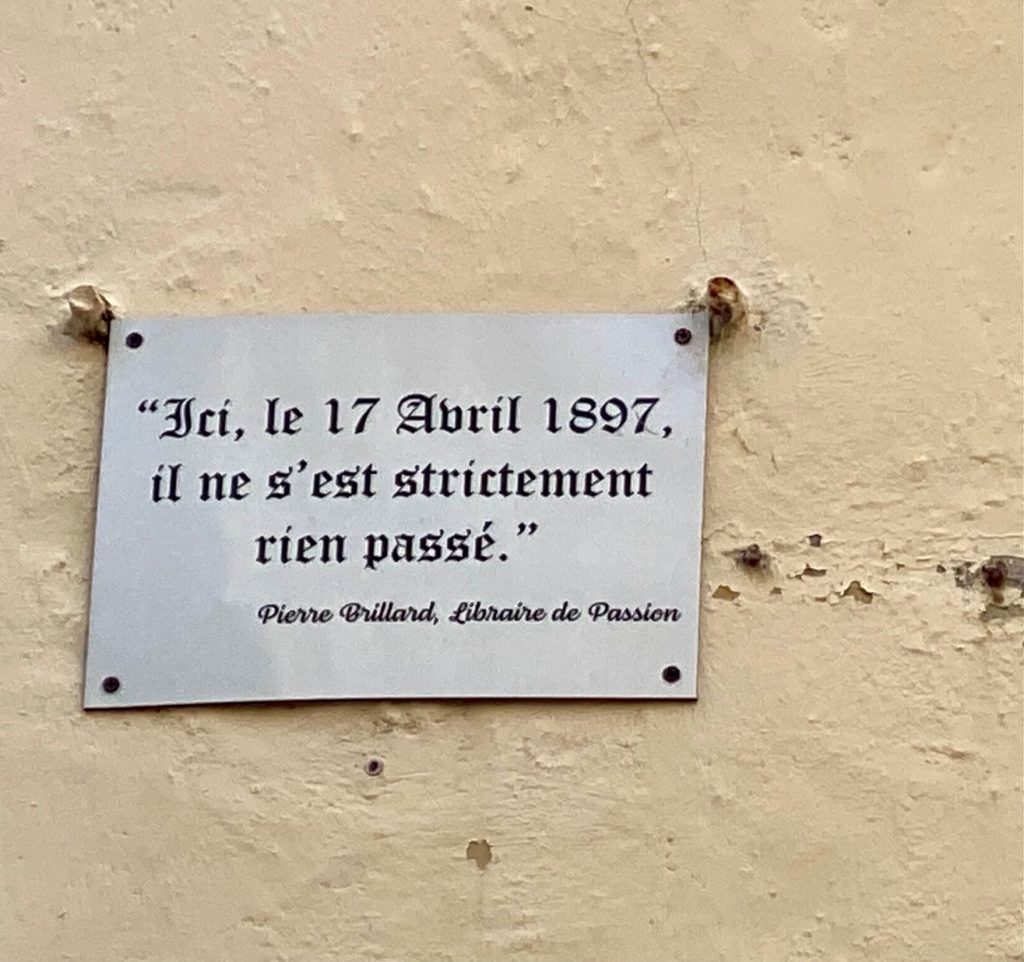 “Ici, le 17 Avril 1897,
il ne s’est strictement
rien passé.”
Pierre Brillard, Libraire de Passion